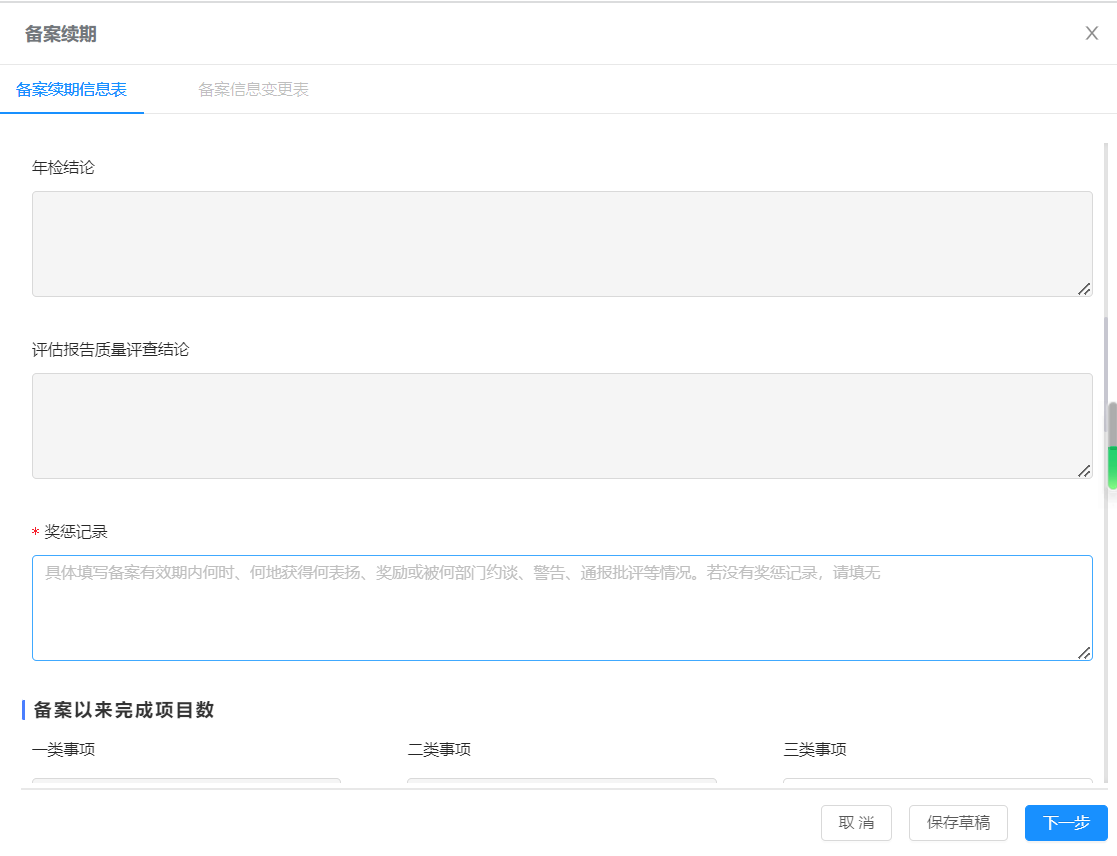 备案续期
备案续期信息表 备案信息变更表
年检结论
评估报告质量评查结论
* 奖惩记录
具体填写备案有效期内何时、何地获得何表扬、奖励或被何部门约谈、警告、通报批评等情况。若没有奖惩记录，请填无
备案以来完成项目数
一类事项 二类事项 三类事项
取 消 保存草稿 下一步